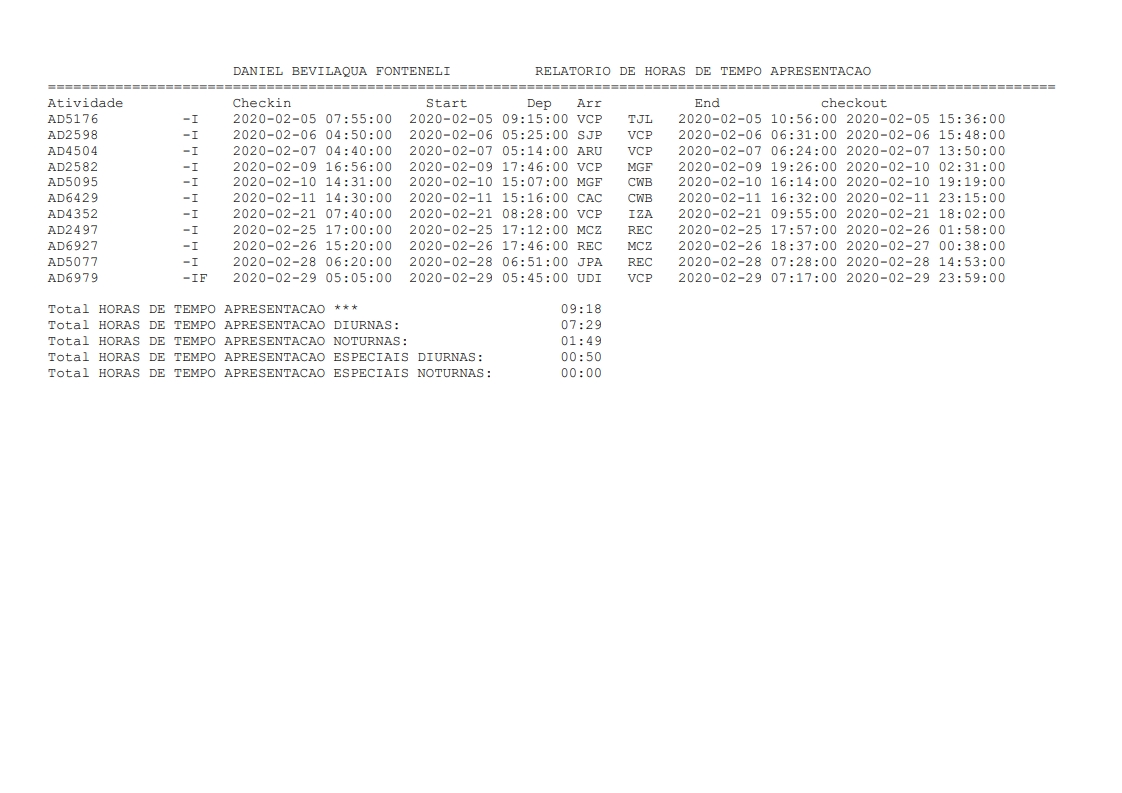 DANIEL BEVILAQUA FONTENELI          RELATORIO DE HORAS DE TEMPO APRESENTACAO
========================================================================================================================
Atividade             Checkin                Start       Dep   Arr           End            checkout
AD5176          -I    2020-02-05 07:55:00  2020-02-05 09:15:00 VCP   TJL   2020-02-05 10:56:00 2020-02-05 15:36:00
AD2598          -I    2020-02-06 04:50:00  2020-02-06 05:25:00 SJP   VCP   2020-02-06 06:31:00 2020-02-06 15:48:00
AD4504          -I    2020-02-07 04:40:00  2020-02-07 05:14:00 ARU   VCP   2020-02-07 06:24:00 2020-02-07 13:50:00
AD2582          -I    2020-02-09 16:56:00  2020-02-09 17:46:00 VCP   MGF   2020-02-09 19:26:00 2020-02-10 02:31:00
AD5095          -I    2020-02-10 14:31:00  2020-02-10 15:07:00 MGF   CWB   2020-02-10 16:14:00 2020-02-10 19:19:00
AD6429          -I    2020-02-11 14:30:00  2020-02-11 15:16:00 CAC   CWB   2020-02-11 16:32:00 2020-02-11 23:15:00
AD4352          -I    2020-02-21 07:40:00  2020-02-21 08:28:00 VCP   IZA   2020-02-21 09:55:00 2020-02-21 18:02:00
AD2497          -I    2020-02-25 17:00:00  2020-02-25 17:12:00 MCZ   REC   2020-02-25 17:57:00 2020-02-26 01:58:00
AD6927          -I    2020-02-26 15:20:00  2020-02-26 17:46:00 REC   MCZ   2020-02-26 18:37:00 2020-02-27 00:38:00
AD5077          -I    2020-02-28 06:20:00  2020-02-28 06:51:00 JPA   REC   2020-02-28 07:28:00 2020-02-28 14:53:00
AD6979          -IF   2020-02-29 05:05:00  2020-02-29 05:45:00 UDI   VCP   2020-02-29 07:17:00 2020-02-29 23:59:00
Total HORAS DE TEMPO APRESENTACAO ***                        09:18
Total HORAS DE TEMPO APRESENTACAO DIURNAS:                   07:29
Total HORAS DE TEMPO APRESENTACAO NOTURNAS:                  01:49
Total HORAS DE TEMPO APRESENTACAO ESPECIAIS DIURNAS:         00:50
Total HORAS DE TEMPO APRESENTACAO ESPECIAIS NOTURNAS:        00:00